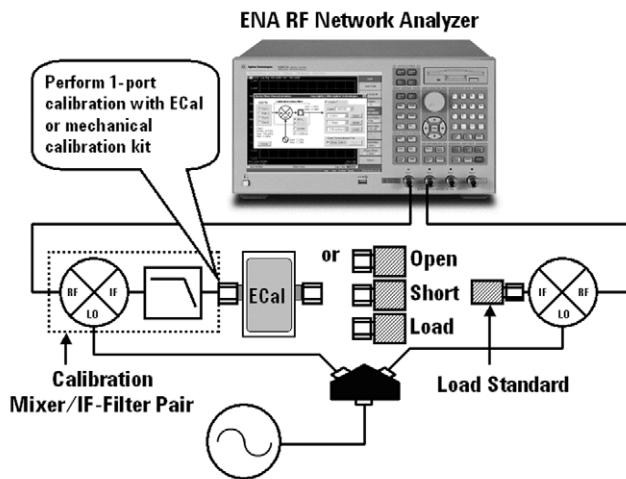 ENA RF Network Analyzer
Perform 1-port
calibration with ECal
or mechanical
calibration kit
or
Open
Short
Load
RF
IF
LO
ECal
IF
RF
LO
Calibration
Mixer/IF-Filter Pair
Load Standard